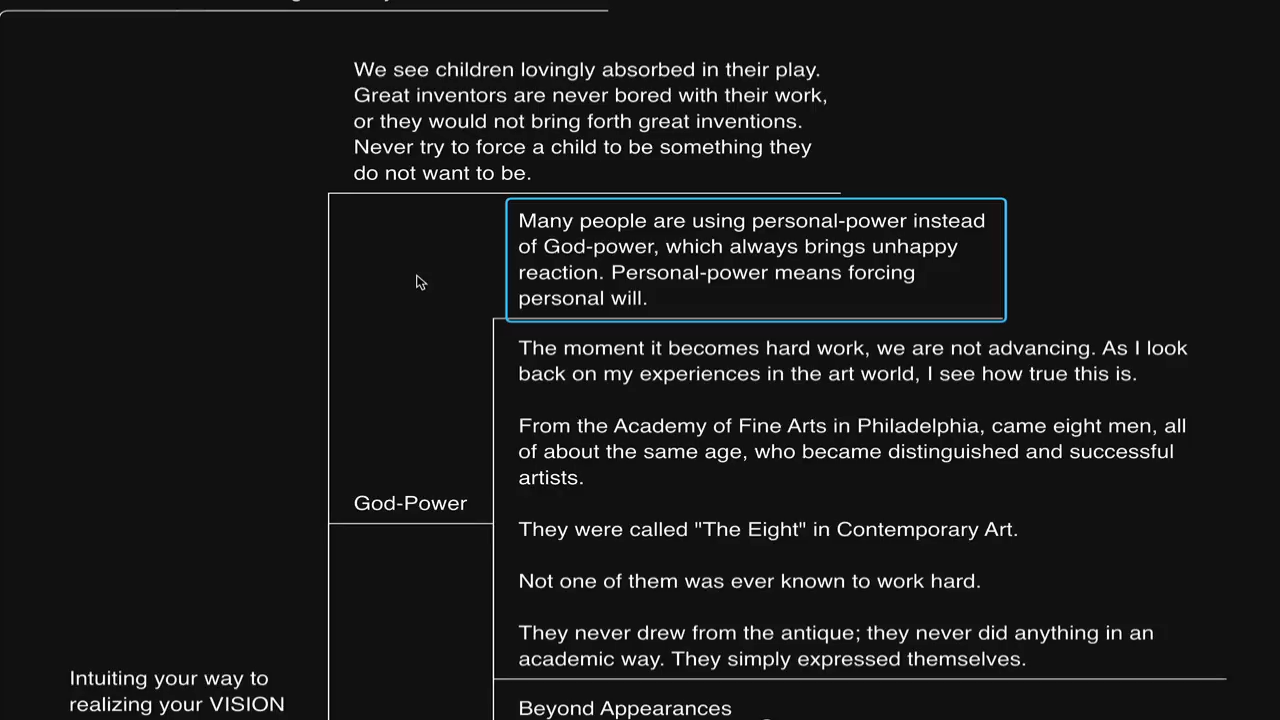 We see children lovingly absorbed in their play.
Great inventors are never bored with their work,
or they would not bring forth great inventions.
Never try to force a child to be something they
do not want to be.
Many people are using personal-power instead
of God-power, which always brings unhappy
reaction. Personal-power means forcing
personal will.
The moment it becomes hard work, we are not advancing. As I look
back on my experiences in the art world, I see how true this is.
From the Academy of Fine Arts in Philadelphia, came eight men, all
of about the same age, who became distinguished and successful
artists.
God-Power
They were called "The Eight" in Contemporary Art.
Not one of them was ever known to work hard.
They never drew from the antique; they never did anything in an
academic way. They simply expressed themselves.
Intuiting your way to
realizing your VISION
Beyond Appearances